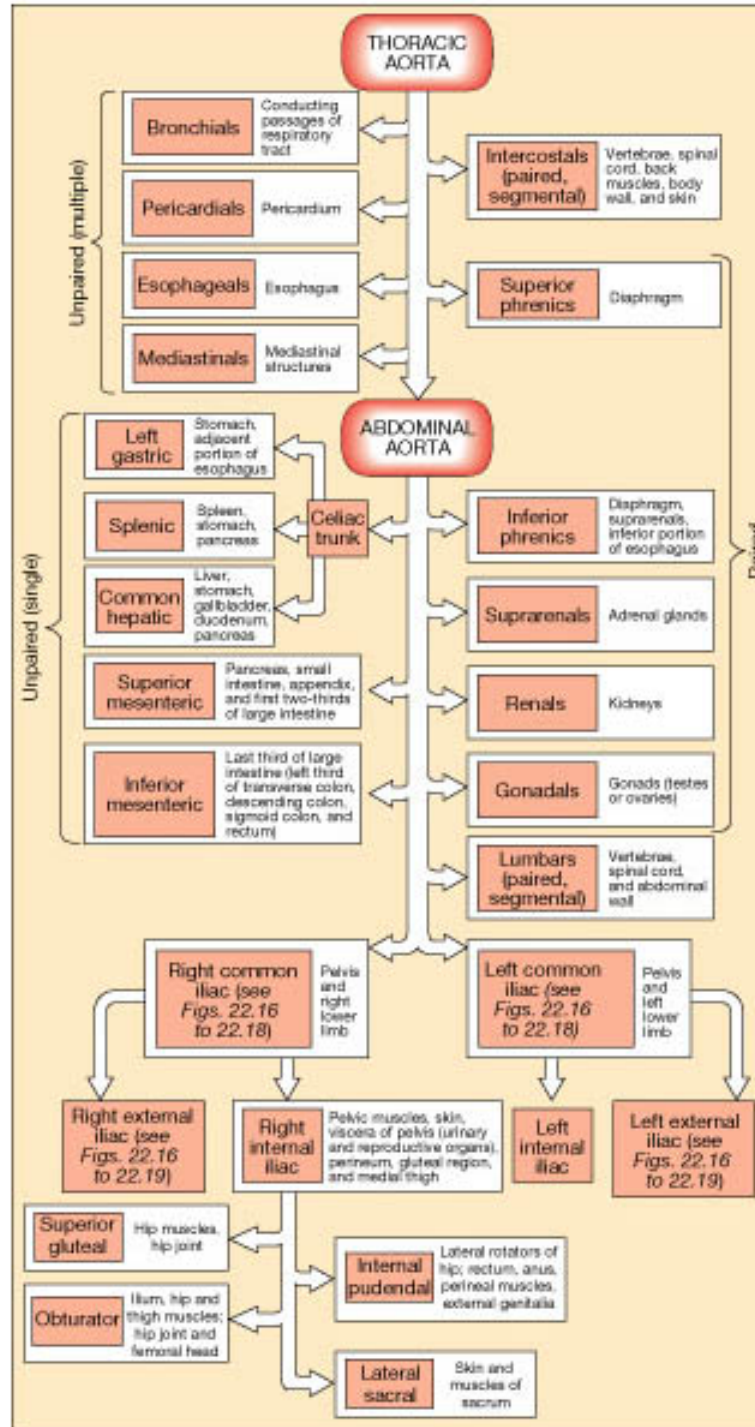 THORACIC
AORTA
Unpaired (multiple)
Bronchials
Conducting
passages of
respiratory
tract
Intercostals
(paired,
segmental)
Vertebrae, spinal
cord, back
muscles, body
wall, and skin
Pericardials
Pericardium
Esophageals
Esophagus
Superior
phrenics
Diaphragm
Mediastinals
Mediastinal
structures
ABDOMINAL
AORTA
Unpaired (single)
Left
gastric
Stomach,
adjacent
portion of
esophagus
Splenic
Spleen,
stomach,
pancreas
Celiac
trunk
Common
hepatic
Liver,
stomach,
gallbladder,
duodenum,
pancreas
Superior
mesenteric
Pancreas, small
intestine, appendix,
and first two-thirds
of large intestine
Inferior
mesenteric
Last third of large
intestine (left third
of transverse colon,
descending colon,
sigmoid colon, and
rectum)
Inferior
phrenics
Diaphragm,
suprarenals,
inferior portion
of esophagus
Suprarenals
Adrenal glands
Renals
Kidneys
Gonadals
Gonads (testes
or ovaries)
Lumbars
(paired,
segmental)
Vertebrae,
spinal cord,
and abdominal
wall
Right common
iliac (see
Figs. 22.16
to 22.18)
Pelvis
and
right
lower
limb
Left common
iliac (see
Figs. 22.16
to 22.18)
Pelvis
and
left
lower
limb
Right external
iliac (see
Figs. 22.16
to 22.19)
Right
internal
iliac
Pelvic muscles, skin,
viscera of pelvis (urinary
and reproductive organs),
perineum, gluteal region,
and medial thigh
Left
internal
iliac
Left external
iliac (see
Figs. 22.16
to 22.19)
Superior
gluteal
Hip muscles,
hip joint
Obturator
Ilium, hip and
thigh muscles;
hip joint and
femoral head
Internal
pudendal
Lateral rotators of
hip; rectum, anus,
perineal muscles,
external genitalia
Lateral
sacral
Skin and
muscles of
sacrum